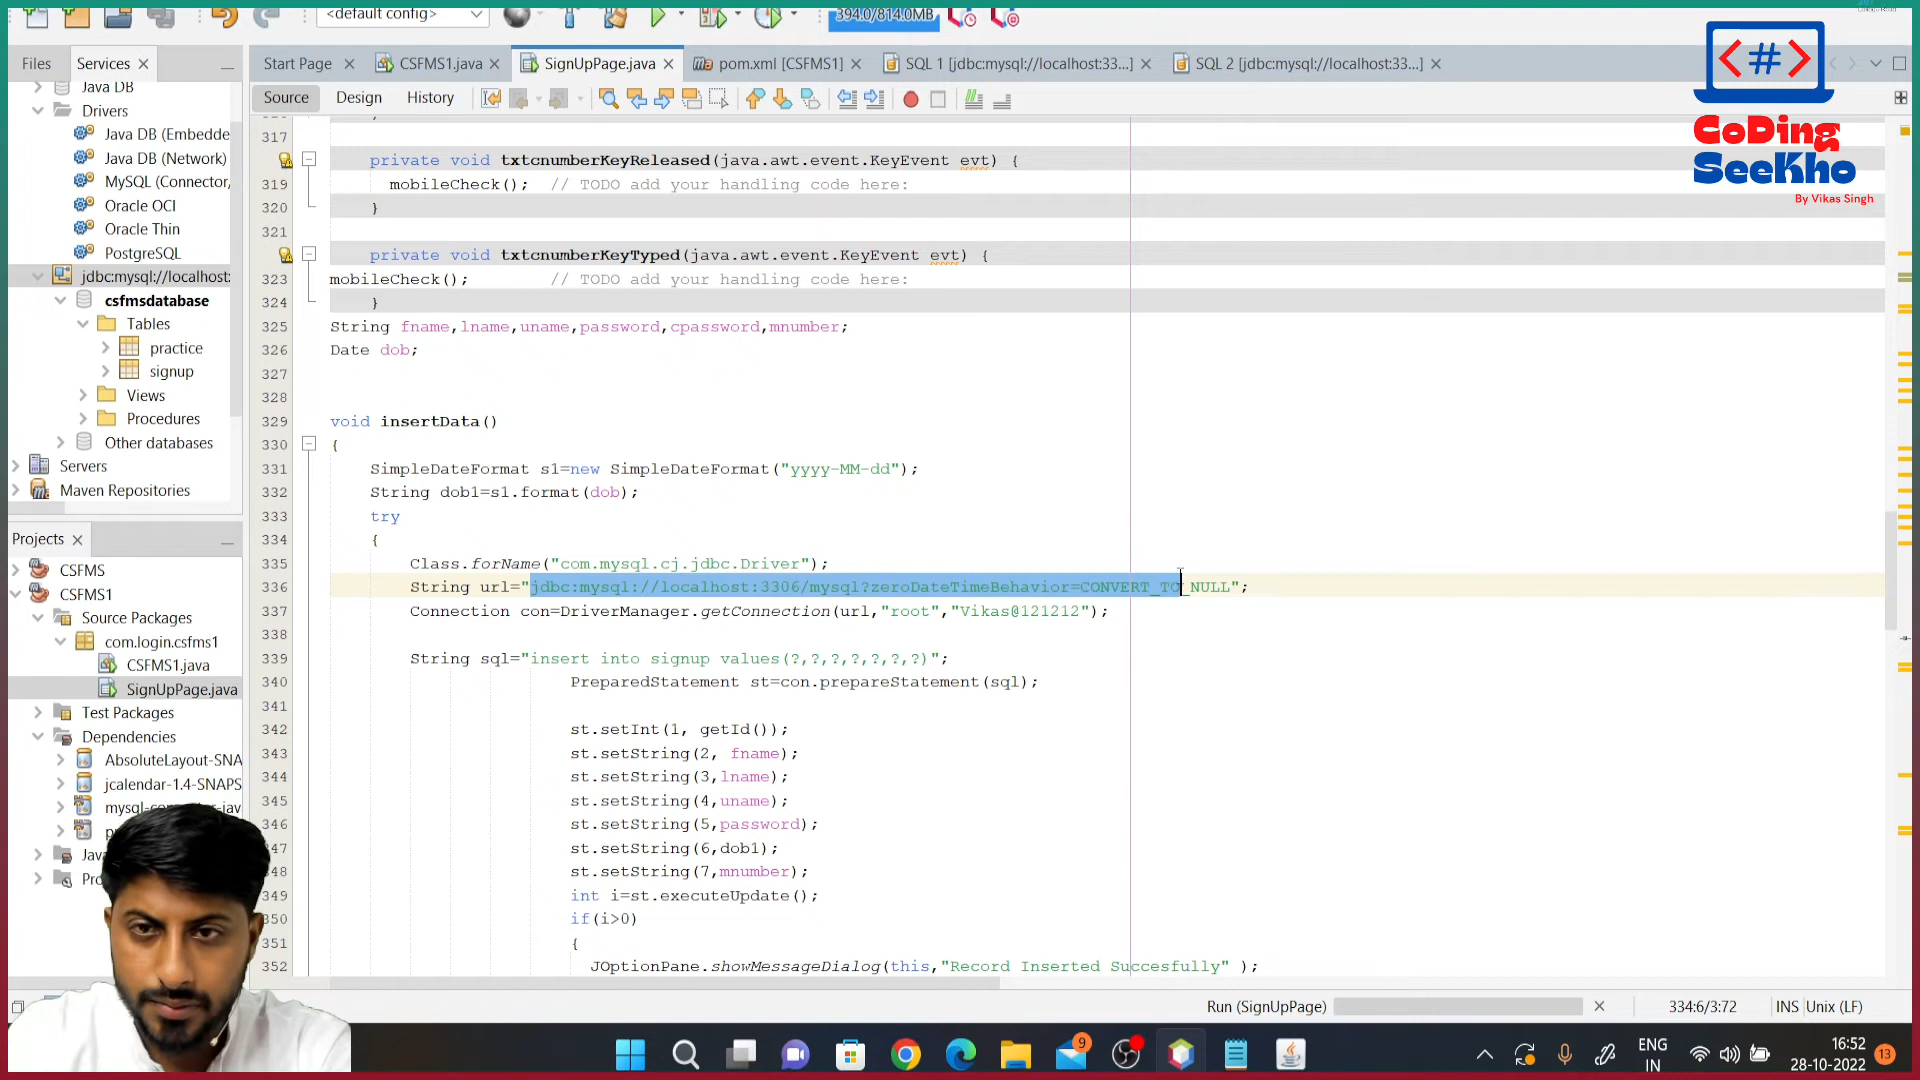 <default config>
394.0/814.0MB
Files
Services
Start Page
CSFMS1.java
SignUpPage.java
pom.xml [CSFMS1]
SQL 1 [jdbc:mysql://localhost:33...]
SQL 2 [jdbc:mysql://localhost:33...]
Source
Design
History
Java DB
Drivers
Java DB (Embedde
Java DB (Network)
MySQL (Connector/
Oracle OCI
Oracle Thin
PostgreSQL
jdbc:mysql://localhost:
csfmsdatabase
Tables
practice
signup
Views
Procedures
Other databases
Servers
Maven Repositories
Projects
CSFMS
CSFMS1
Source Packages
com.login.csfms1
CSFMS1.java
SignUpPage.java
Test Packages
Dependencies
AbsoluteLayout-SNA
jcalendar-1.4-SNAPS
317
private void txtcnumberKeyReleased(java.awt.event.KeyEvent evt) {
319 mobileCheck(); // TODO add your handling code here:
320 }
321
private void txtcnumberKeyTyped(java.awt.event.KeyEvent evt) {
323 mobileCheck(); // TODO add your handling code here:
324 }
325 String fname,lname,uname,password,cpassword,mnumber;
326 Date dob;
327
328
329 void insertData()
330 {
331 SimpleDateFormat s1=new SimpleDateFormat("yyyy-MM-dd");
332 String dob1=s1.format(dob);
333 try
334 {
335 Class.forName("com.mysql.cj.jdbc.Driver");
336 String url="jdbc:mysql://localhost:3306/mysql?zeroDateTimeBehavior=CONVERT_TO_NULL";
337 Connection con=DriverManager.getConnection(url,"root","Vikas@121212");
338
339 String sql="insert into signup values(?,?,?,?,?,?,?)";
340 PreparedStatement st=con.prepareStatement(sql);
341
342 st.setInt(1, getId());
343 st.setString(2, fname);
344 st.setString(3,lname);
345 st.setString(4,uname);
346 st.setString(5,password);
347 st.setString(6,dob1);
348 st.setString(7,mnumber);
349 int i=st.executeUpdate();
350 if(i>0)
351 {
352 JOptionPane.showMessageDialog(this,"Record Inserted Succesfully" );
<#>
CoDing
SeeKho
By Vikas Singh
Run (SignUpPage)
334:6/3:72
INS
Unix (LF)
9
ENG
IN
16:52
28-10-2022
13